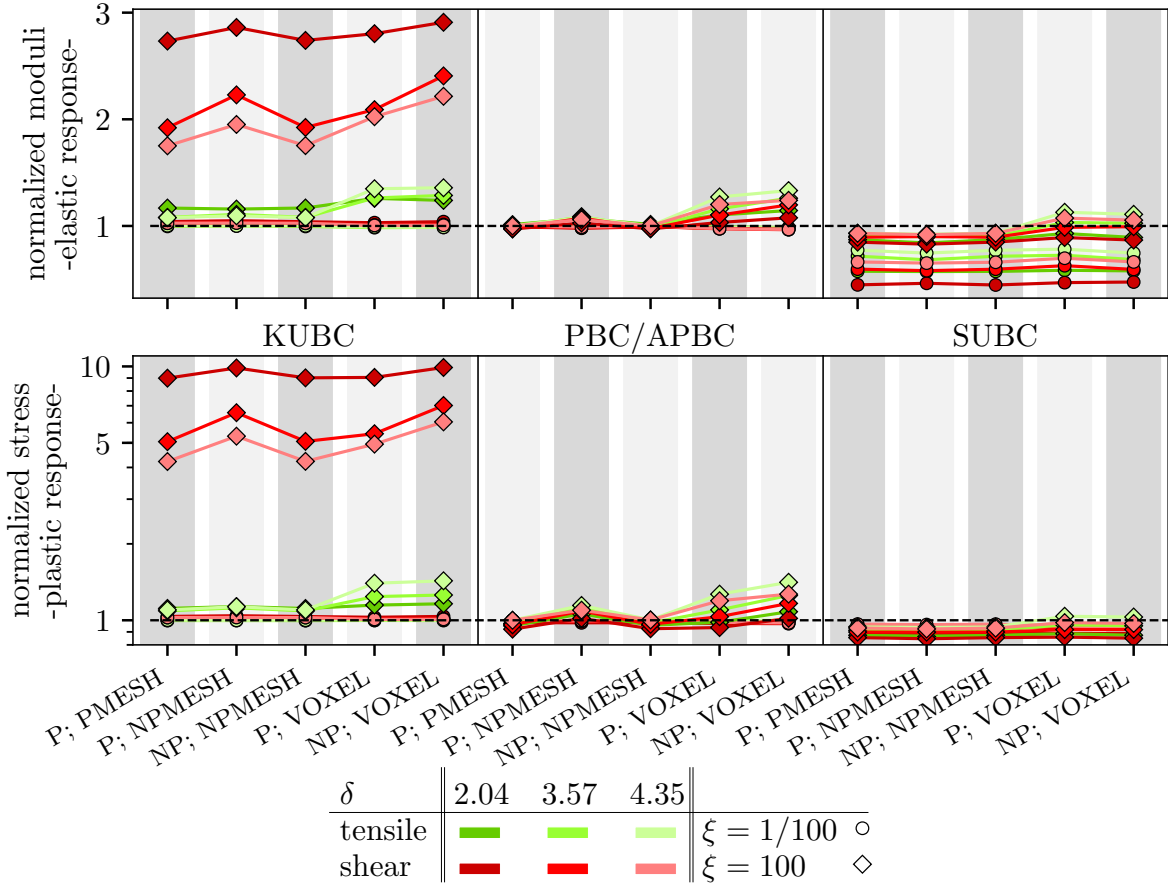 normalized moduli
-elastic response-
3
2
1
KUBC
PBC/APBC
SUBC
normalized stress
-plastic response-
10
5
1
P; PMESH
P; NPMESH
NP; NPMESH
P; VOXEL
NP; VOXEL
P; PMESH
P; NPMESH
NP; NPMESH
P; VOXEL
NP; VOXEL
P; PMESH
P; NPMESH
NP; NPMESH
P; VOXEL
NP; VOXEL
δ 2.04 3.57 4.35
tensile ξ = 1/100
shear ξ = 100